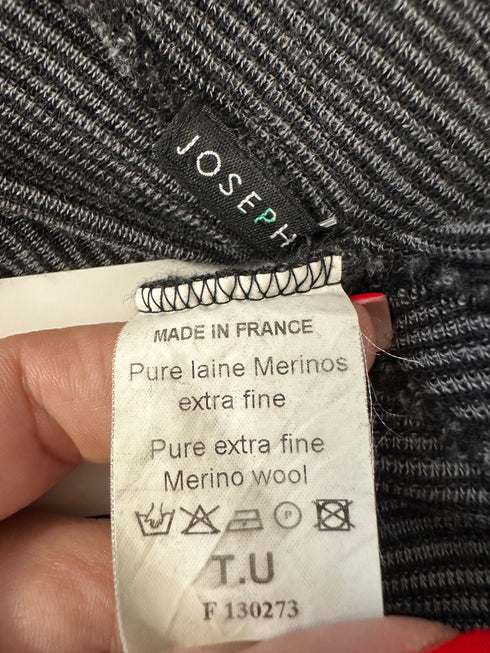 JOSEPH
MADE IN FRANCE
Pure laine Merinos
extra fine
Pure extra fine
Merino wool
P
T.U
F 130273